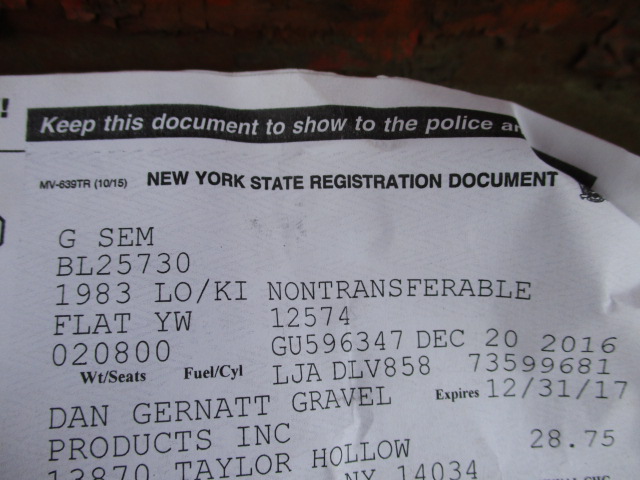 !
Keep this document to show to the police
MV-639TR (10/15) NEW YORK STATE REGISTRATION DOCUMENT
G SEM
BL25730
1983 LO/KI NONTRANSFERABLE
FLAT YW 12574
020800 GU596347 DEC 20 2016
Wt/Seats Fuel/Cyl LJA DLV858 73599681
DAN GERNATT GRAVEL Expires 12/31/17
PRODUCTS INC 28.75
13870 TAYLOR HOLLOW
NY 14034